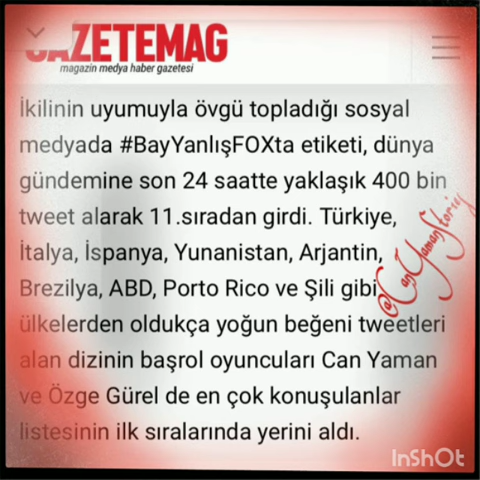 GAZETEMAG
magazin medya haber gazetesi
İkilinin uyumuyla övgü topladığı sosyal
medyada #BayYanlışFOXta etiketi, dünya
gündemine son 24 saatte yaklaşık 400 bin
tweet alarak 11.sıradan girdi. Türkiye,
İtalya, İspanya, Yunanistan, Arjantin,
Brezilya, ABD, Porto Rico ve Şili gibi
ülkelerden oldukça yoğun beğeni tweetleri
alan dizinin başrol oyuncuları Can Yaman
ve Özge Gürel de en çok konuşulanlar
listesinin ilk sıralarında yerini aldı.
@CanYamanStories
InShOt